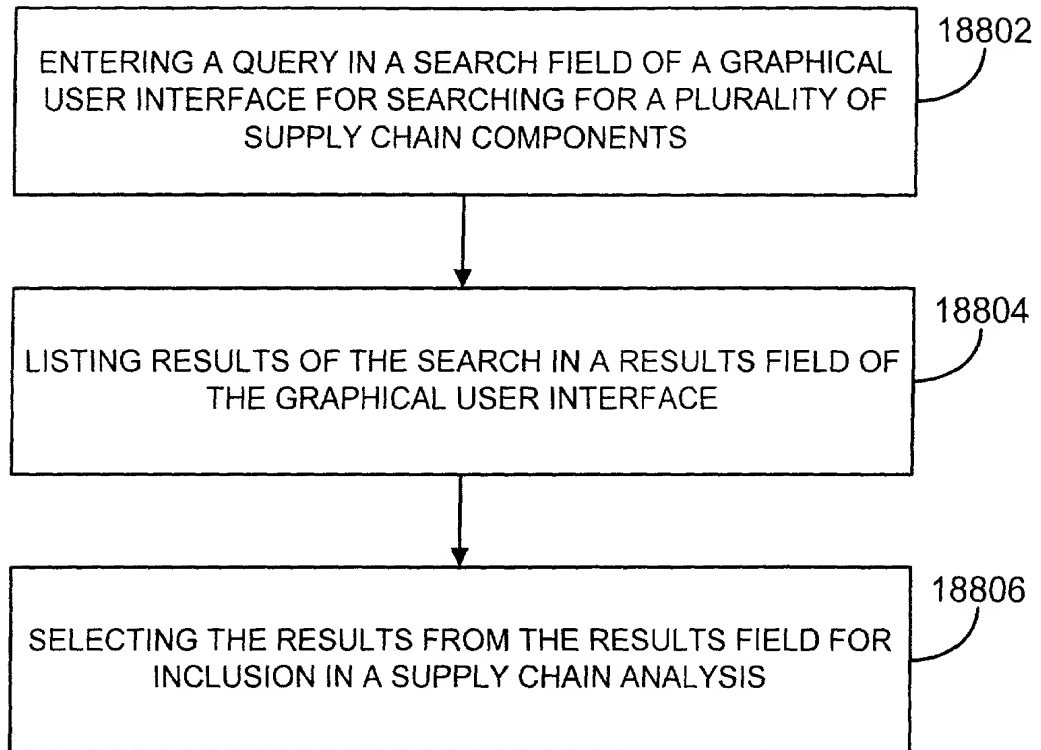 18802
ENTERING A QUERY IN A SEARCH FIELD OF A GRAPHICAL
USER INTERFACE FOR SEARCHING FOR A PLURALITY OF
SUPPLY CHAIN COMPONENTS
18804
LISTING RESULTS OF THE SEARCH IN A RESULTS FIELD OF
THE GRAPHICAL USER INTERFACE
18806
SELECTING THE RESULTS FROM THE RESULTS FIELD FOR
INCLUSION IN A SUPPLY CHAIN ANALYSIS